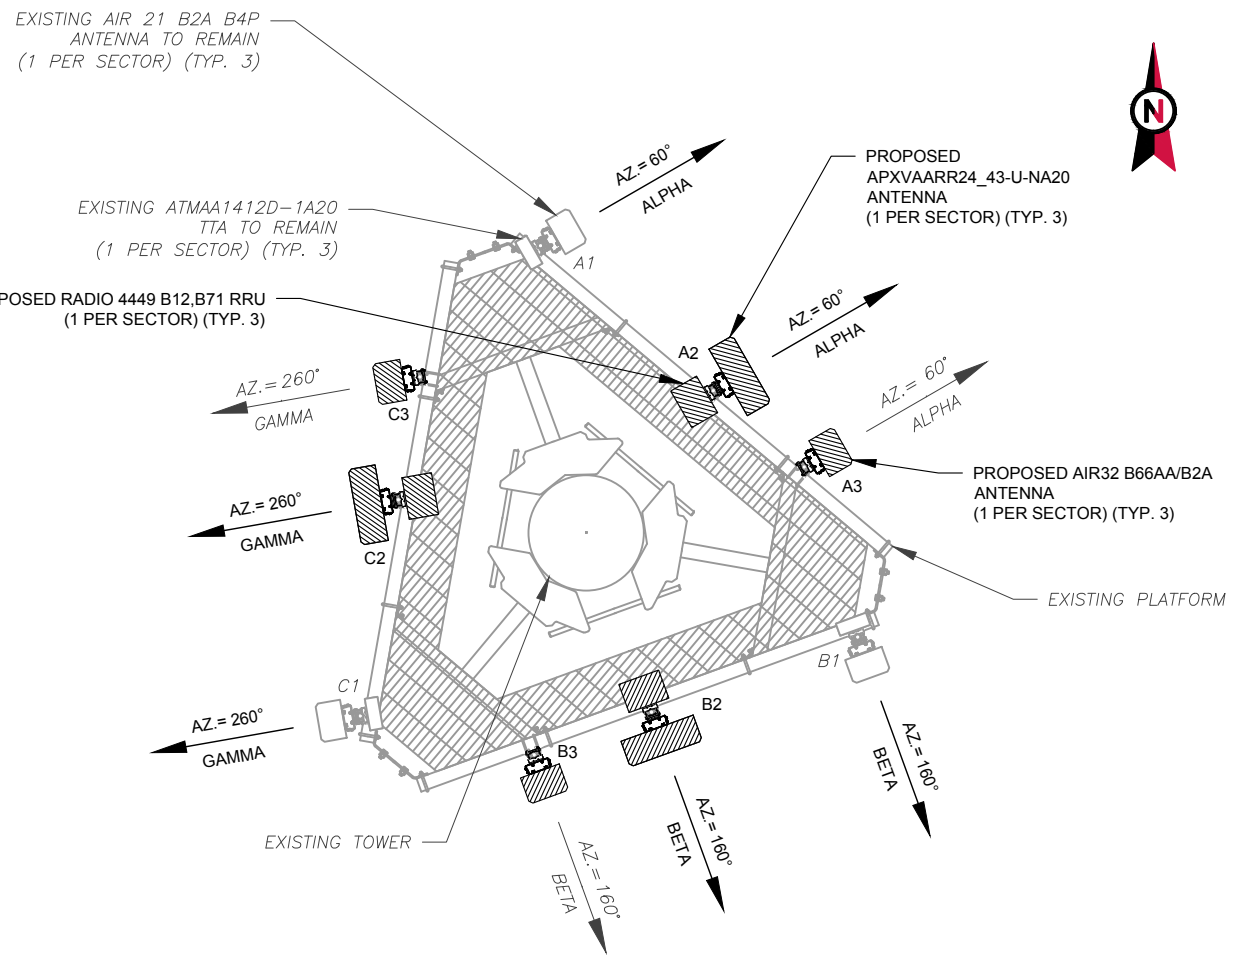 EXISTING AIR 21 B2A B4P
ANTENNA TO REMAIN
(1 PER SECTOR) (TYP. 3)
N
AZ.= 60°
ALPHA
PROPOSED
APXVAARR24_43-U-NA20
ANTENNA
(1 PER SECTOR) (TYP. 3)
EXISTING ATMAA1412D-1A20
TTA TO REMAIN
(1 PER SECTOR) (TYP. 3)
A1
POSED RADIO 4449 B12,B71 RRU
(1 PER SECTOR) (TYP. 3)
AZ.= 60°
ALPHA
A2
AZ.= 260°
GAMMA
C3
AZ.= 60°
ALPHA
A3
PROPOSED AIR32 B66AA/B2A
ANTENNA
(1 PER SECTOR) (TYP. 3)
AZ.= 260°
GAMMA
C2
EXISTING PLATFORM
B1
C1
AZ.= 260°
GAMMA
B2
B3
AZ.= 160°
BETA
EXISTING TOWER
AZ.= 160°
BETA
AZ.= 160°
BETA